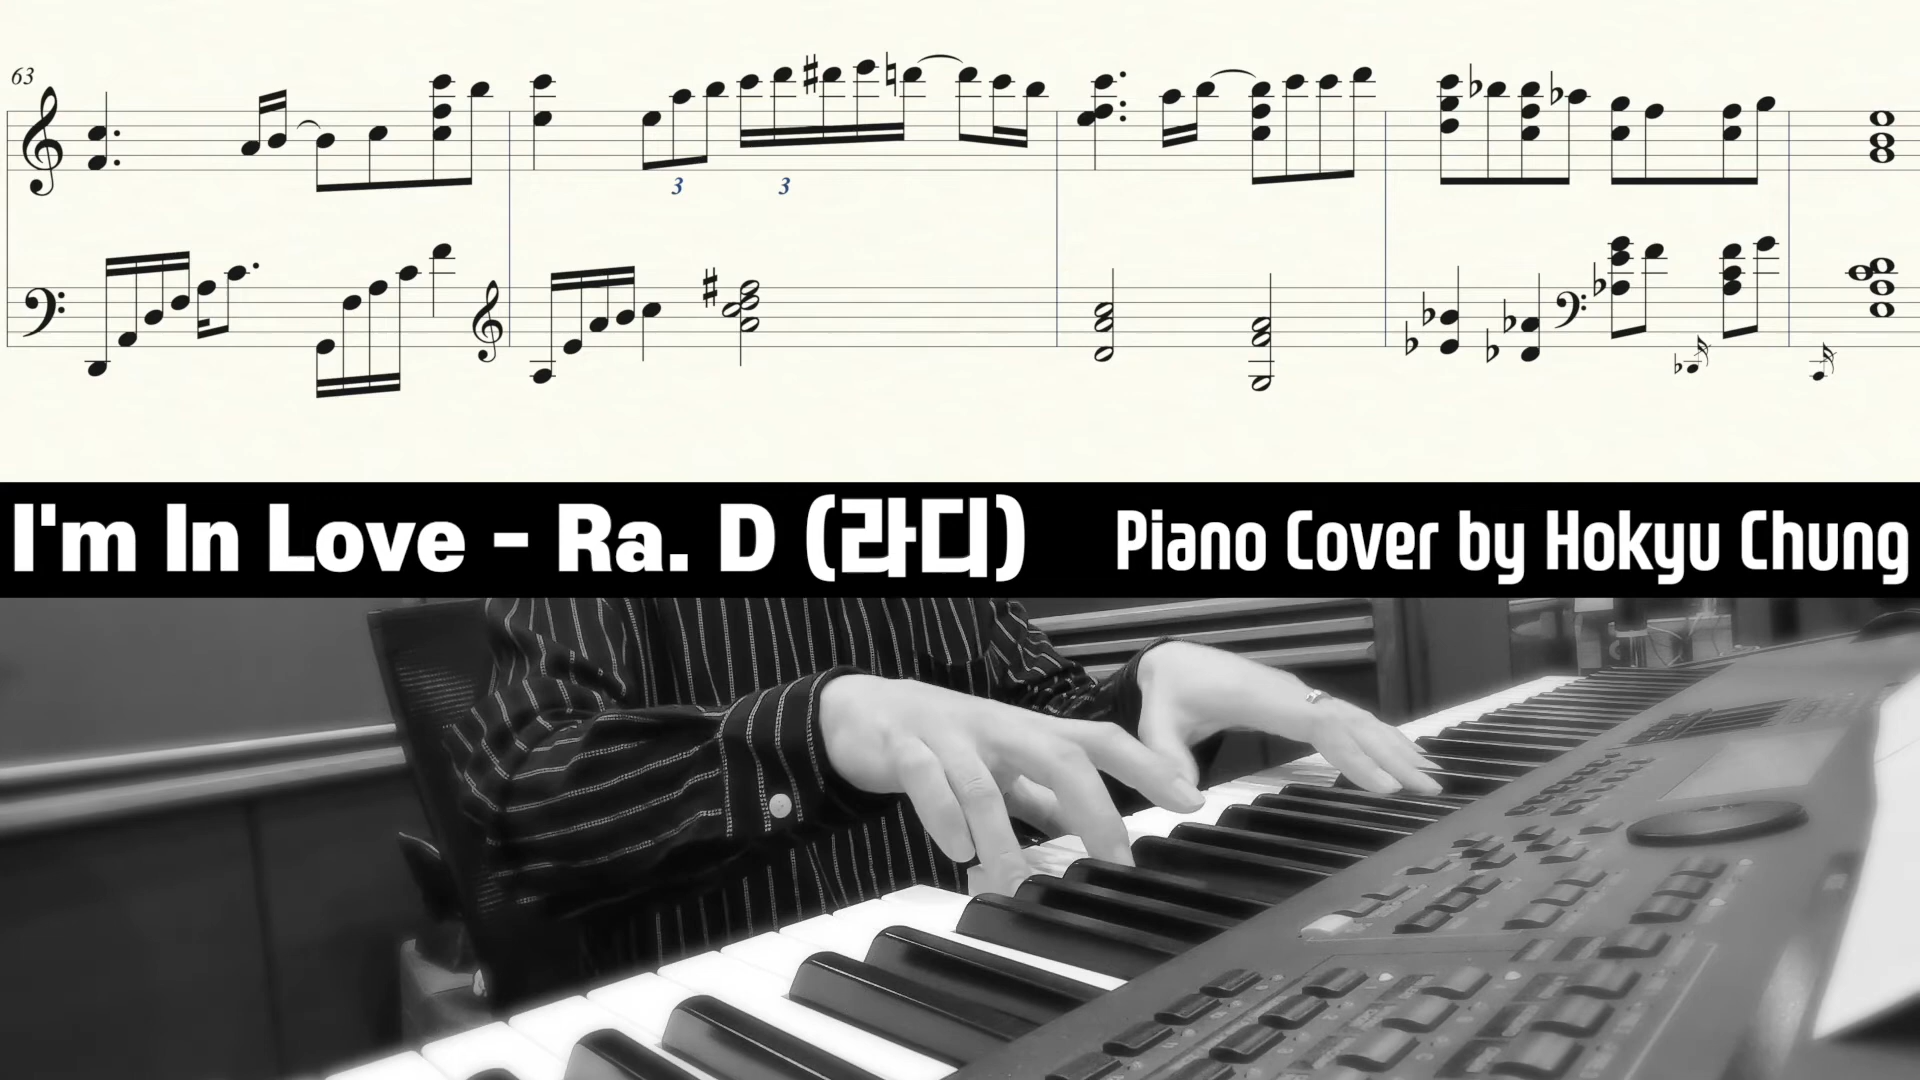 63
3 3
I'm In Love - Ra. D (라디) Piano Cover by Hokyu Chung